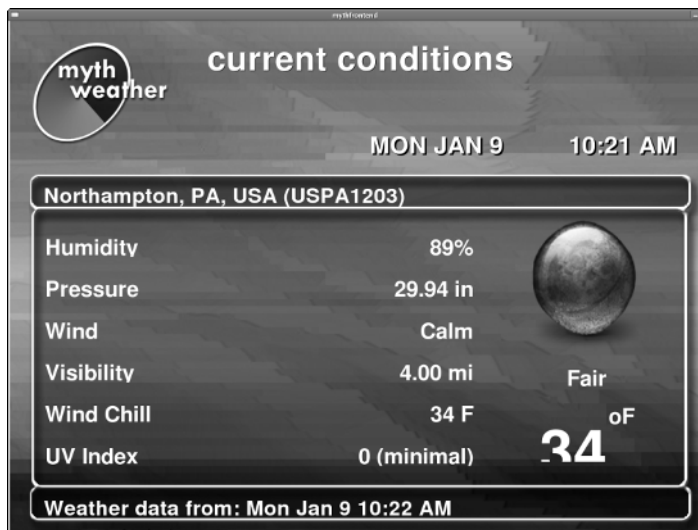 mythfrontend
myth
weather
current conditions
MON JAN 9 10:21 AM
Northampton, PA, USA (USPA1203)
Humidity 89%
Pressure 29.94 in
Wind Calm
Visibility 4.00 mi
Fair
Wind Chill 34 F
oF
34
UV Index 0 (minimal)
Weather data from: Mon Jan 9 10:22 AM